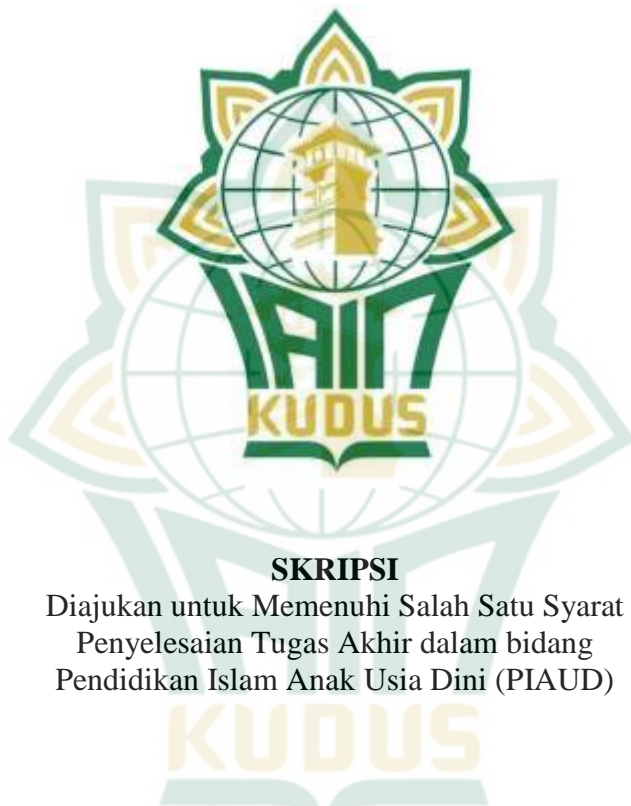 IAIN
KUDUS
SKRIPSI
Diajukan untuk Memenuhi Salah Satu Syarat
Penyelesaian Tugas Akhir dalam bidang
Pendidikan Islam Anak Usia Dini (PIAUD)
KUDUS